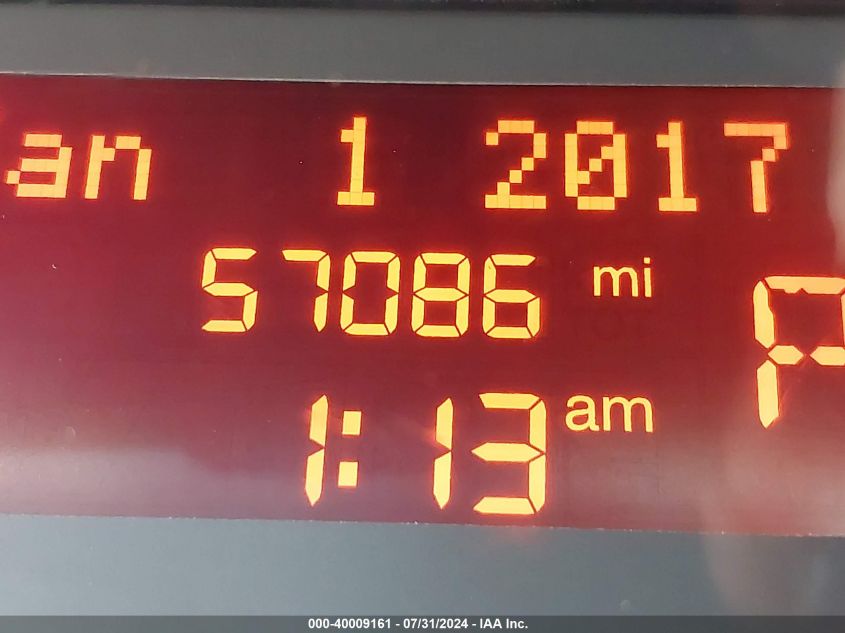 an 1 2017
57086 mi
P
1:13 am
000-40009161 - 07/31/2024 - IAA Inc.